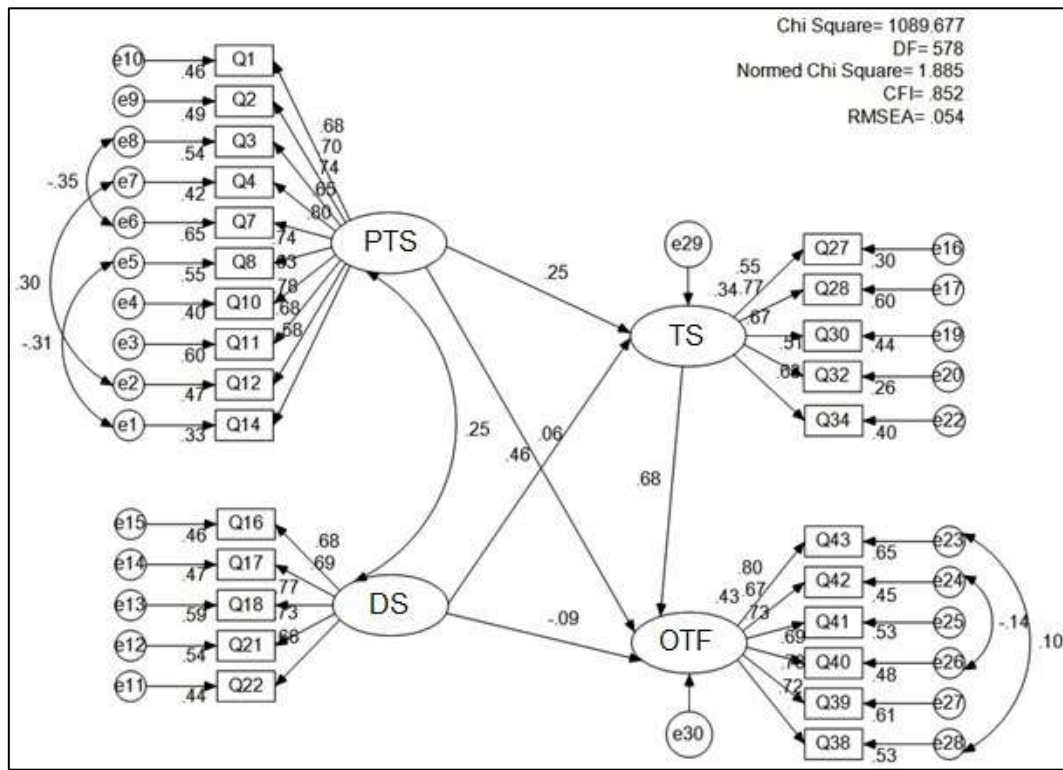 Chi Square= 1089.677
DF= 578
Normed Chi Square= 1.885
CFI= .852
RMSEA= .054
e10 .46 Q1
e9 .49 Q2
e8 .54 Q3
e7 .42 Q4
e6 .65 Q7
e5 .55 Q8
e4 .40 Q10
e3 .60 Q11
e2 .47 Q12
e1 .33 Q14
-.35
.30
-.31
.68
.70
.74
.65
.80
.74
.78
.68
.58
PTS
.25
.46
.25
e15 .46 Q16
e14 .47 Q17
e13 .59 Q18
e12 .54 Q21
e11 .44 Q22
.68
.69
.77
.73
DS
.06
-.09
e29
TS
.34
.55
.77
.67
.51
Q27 .30 e16
Q28 .60 e17
Q30 .44 e19
Q32 .26 e20
Q34 .40 e22
.68
OTF
e30
.43
.80
.67
.73
.69
.72
Q43 .65 e23
Q42 .45 e24
Q41 .53 e25
Q40 .48 e26
Q39 .61 e27
Q38 .53 e28
-.14
.10